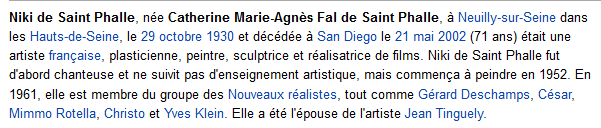 Niki de Saint Phalle, née Catherine Marie-Agnès Fal de Saint Phalle, à Neuilly-sur-Seine dans
les Hauts-de-Seine, le 29 octobre 1930 et décédée à San Diego le 21 mai 2002 (71 ans) était une
artiste française, plasticienne, peintre, sculptrice et réalisatrice de films. Niki de Saint Phalle fut
d'abord chanteuse et ne suivit pas d'enseignement artistique, mais commença à peindre en 1952. En
1961, elle est membre du groupe des Nouveaux réalistes, tout comme Gérard Deschamps, César,
Mimmo Rotella, Christo et Yves Klein. Elle a été l'épouse de l'artiste Jean Tinguely.